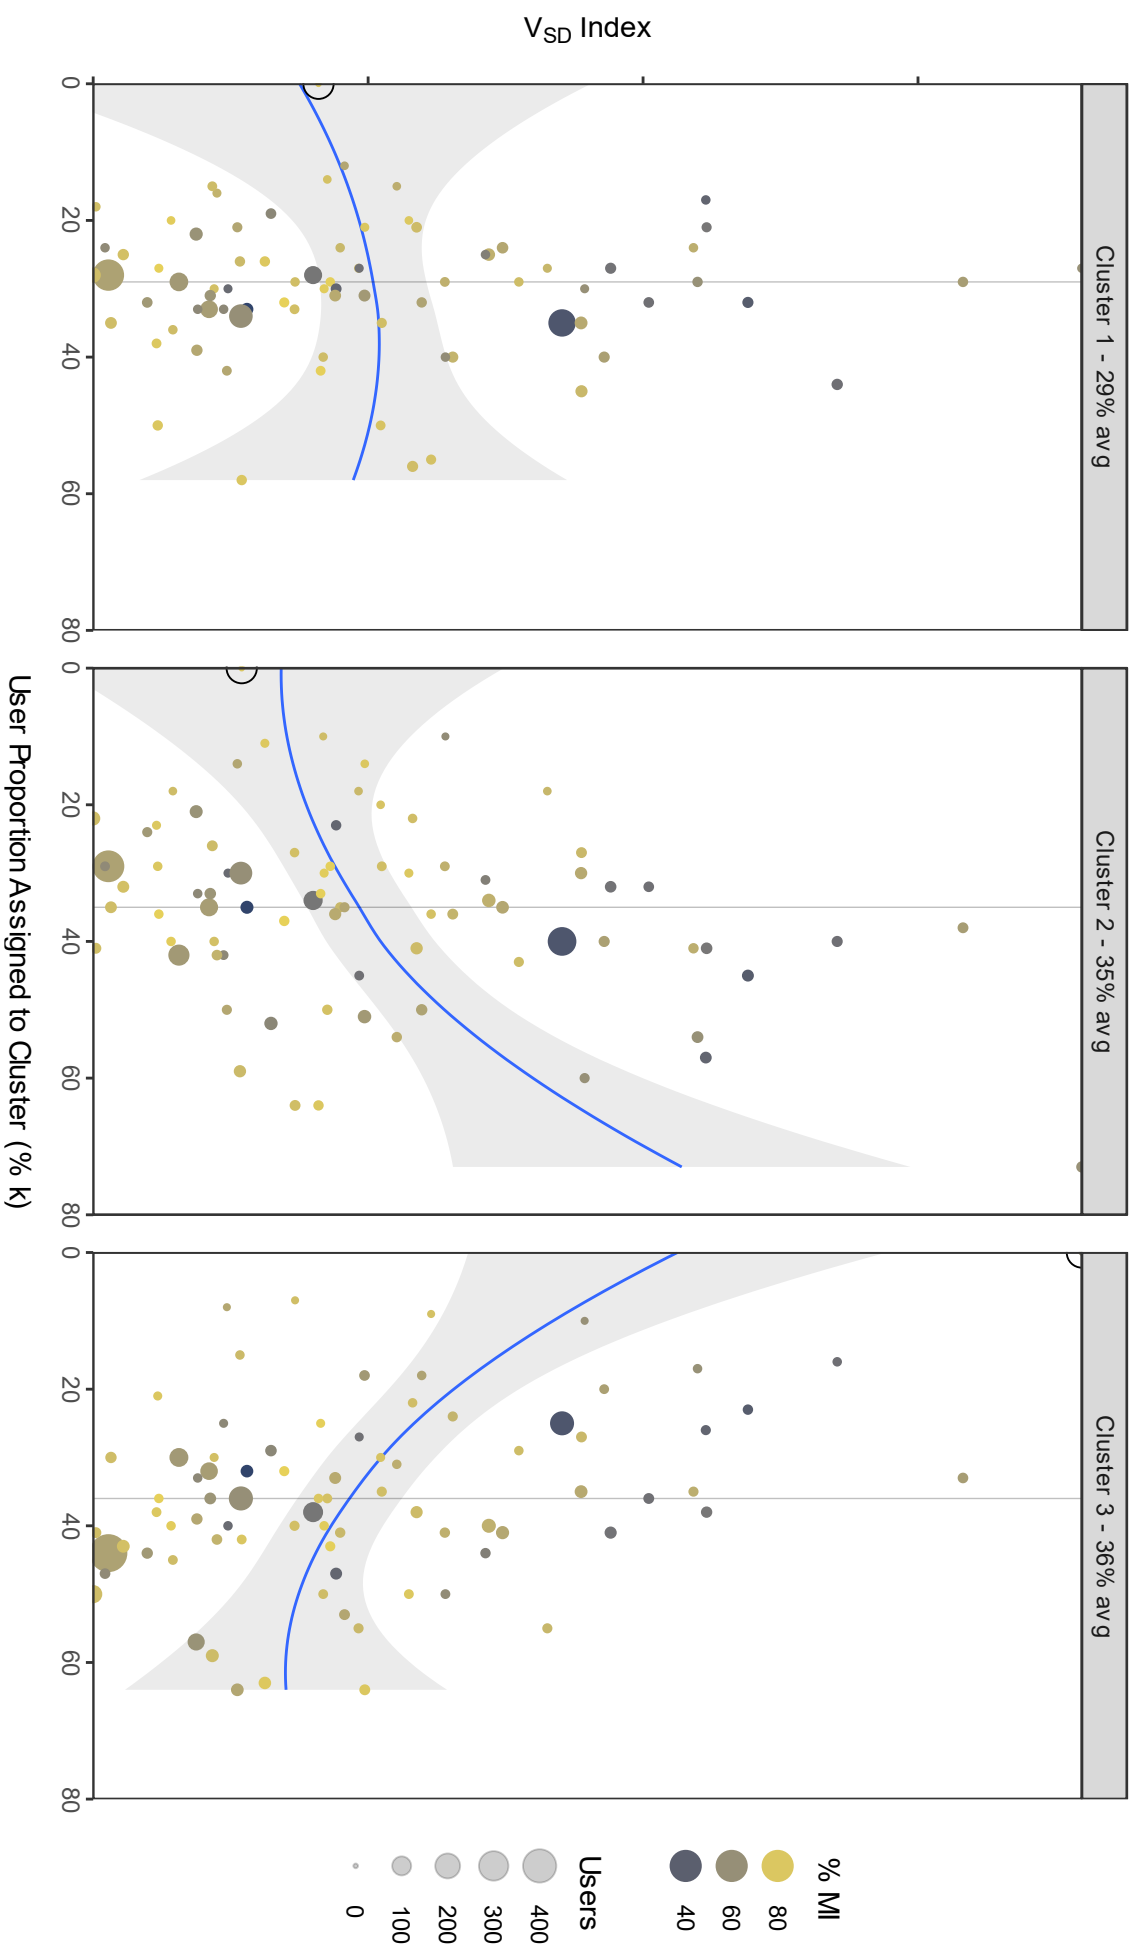 V_SD Index
Cluster 1 - 29% avg
Cluster 2 - 35% avg
Cluster 3 - 36% avg
0 20 40 60 80
0 20 40 60 80
0 20 40 60 80
User Proportion Assigned to Cluster (% k)
% MI
40
60
80
Users
0
100
200
300
400